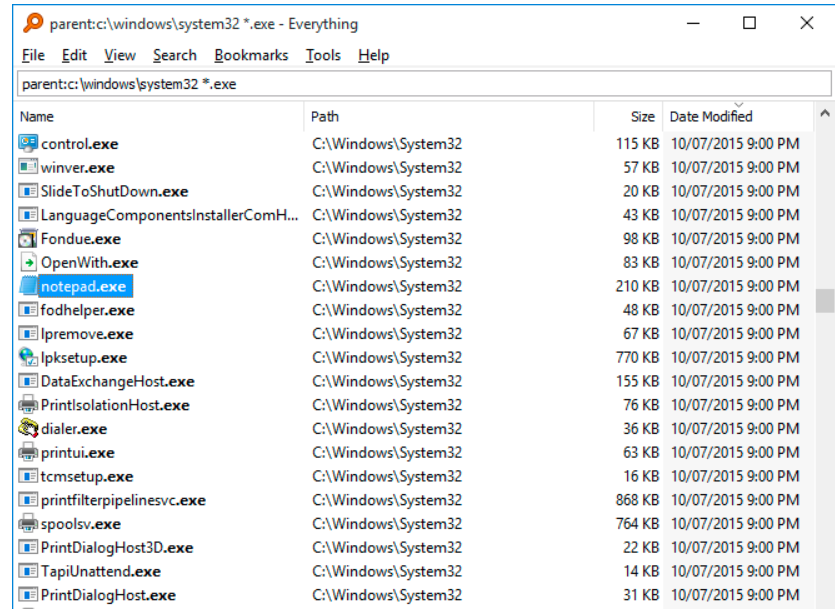 parent:c:\windows\system32 *.exe - Everything
File Edit View Search Bookmarks Tools Help
parent:c:\windows\system32 *.exe
Name Path Size Date Modified
control.exe C:\Windows\System32 115 KB 10/07/2015 9:00 PM
winver.exe C:\Windows\System32 57 KB 10/07/2015 9:00 PM
SlideToShutDown.exe C:\Windows\System32 20 KB 10/07/2015 9:00 PM
LanguageComponentsInstallerComH... C:\Windows\System32 43 KB 10/07/2015 9:00 PM
Fondue.exe C:\Windows\System32 98 KB 10/07/2015 9:00 PM
OpenWith.exe C:\Windows\System32 83 KB 10/07/2015 9:00 PM
notepad.exe C:\Windows\System32 210 KB 10/07/2015 9:00 PM
fodhelper.exe C:\Windows\System32 48 KB 10/07/2015 9:00 PM
lpremove.exe C:\Windows\System32 67 KB 10/07/2015 9:00 PM
lpksetup.exe C:\Windows\System32 770 KB 10/07/2015 9:00 PM
DataExchangeHost.exe C:\Windows\System32 155 KB 10/07/2015 9:00 PM
PrintIsolationHost.exe C:\Windows\System32 76 KB 10/07/2015 9:00 PM
dialer.exe C:\Windows\System32 36 KB 10/07/2015 9:00 PM
printui.exe C:\Windows\System32 63 KB 10/07/2015 9:00 PM
tcmsetup.exe C:\Windows\System32 16 KB 10/07/2015 9:00 PM
printfilterpipelinesvc.exe C:\Windows\System32 868 KB 10/07/2015 9:00 PM
spoolsv.exe C:\Windows\System32 764 KB 10/07/2015 9:00 PM
PrintDialogHost3D.exe C:\Windows\System32 22 KB 10/07/2015 9:00 PM
TapiUnattend.exe C:\Windows\System32 14 KB 10/07/2015 9:00 PM
PrintDialogHost.exe C:\Windows\System32 31 KB 10/07/2015 9:00 PM